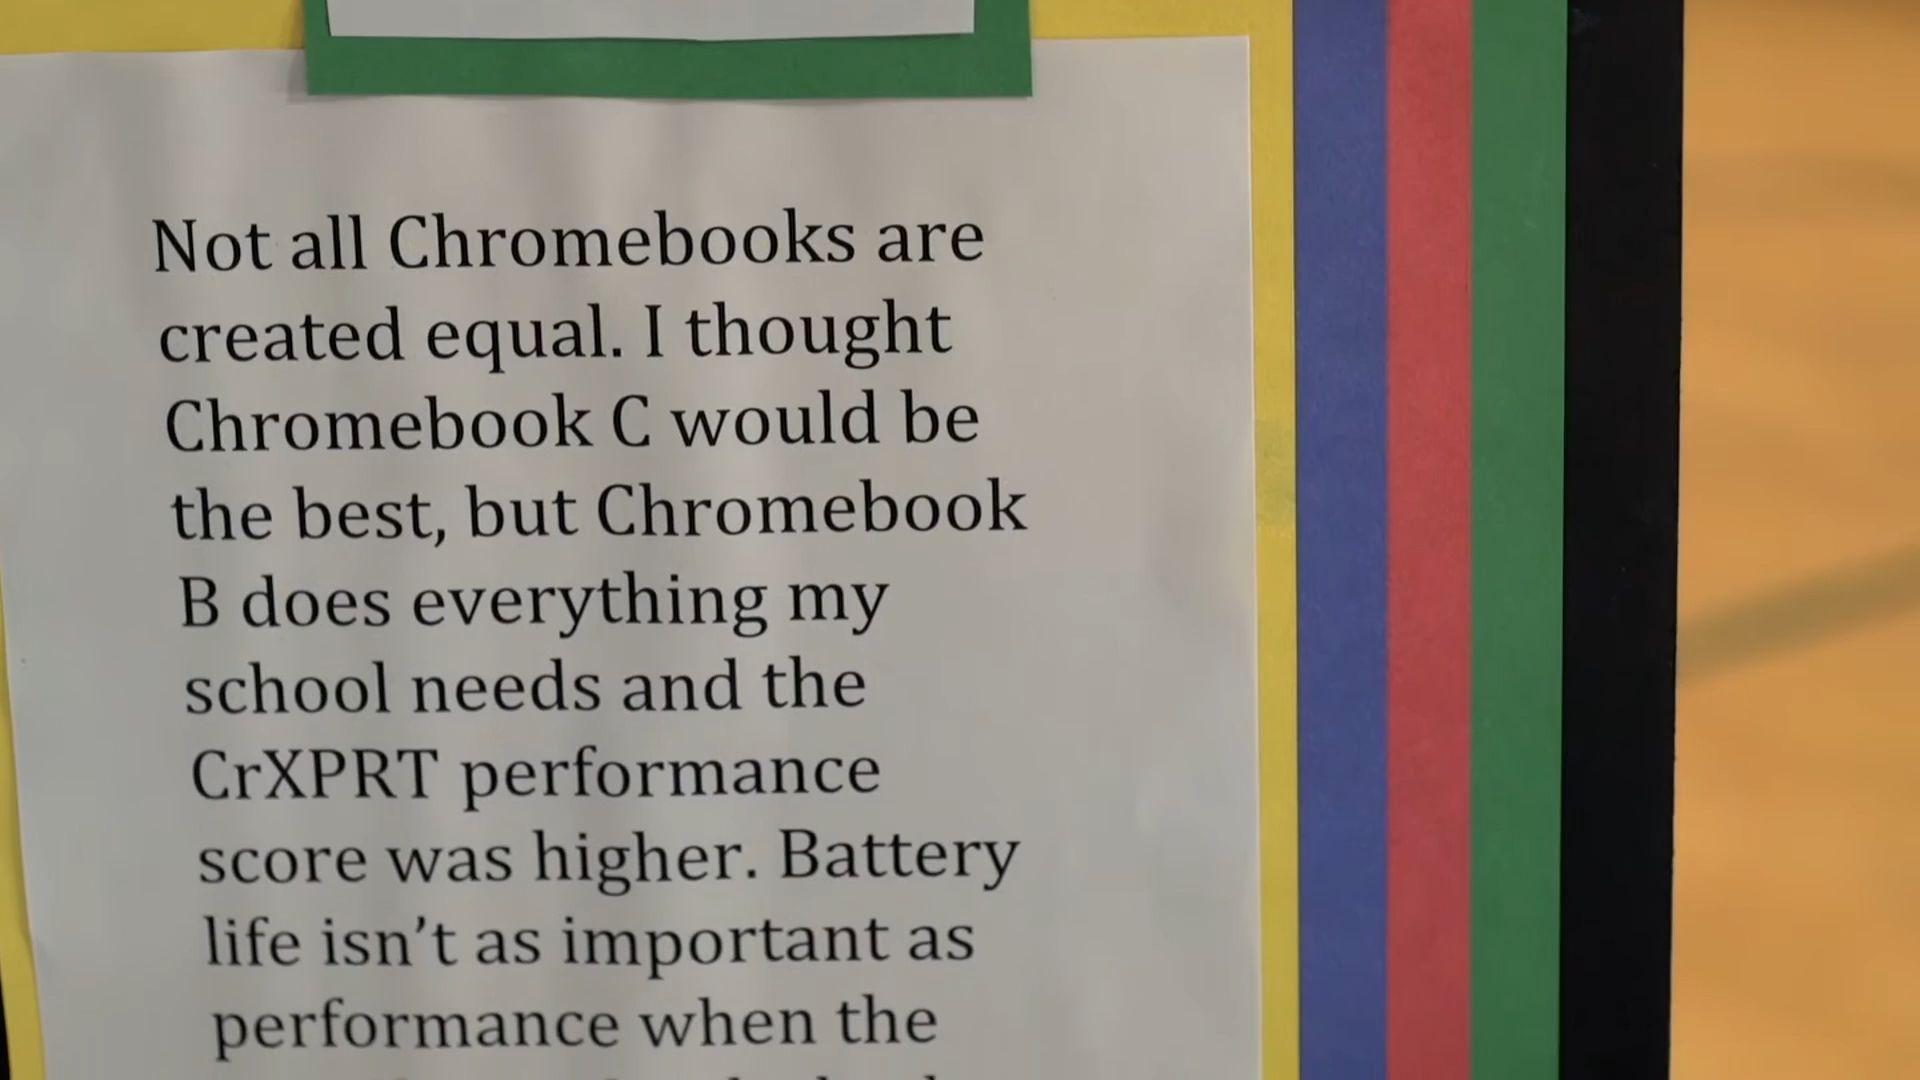 Not all Chromebooks are
created equal. I thought
Chromebook C would be
the best, but Chromebook
B does everything my
school needs and the
CrXPRT performance
score was higher. Battery
life isn't as important as
performance when the